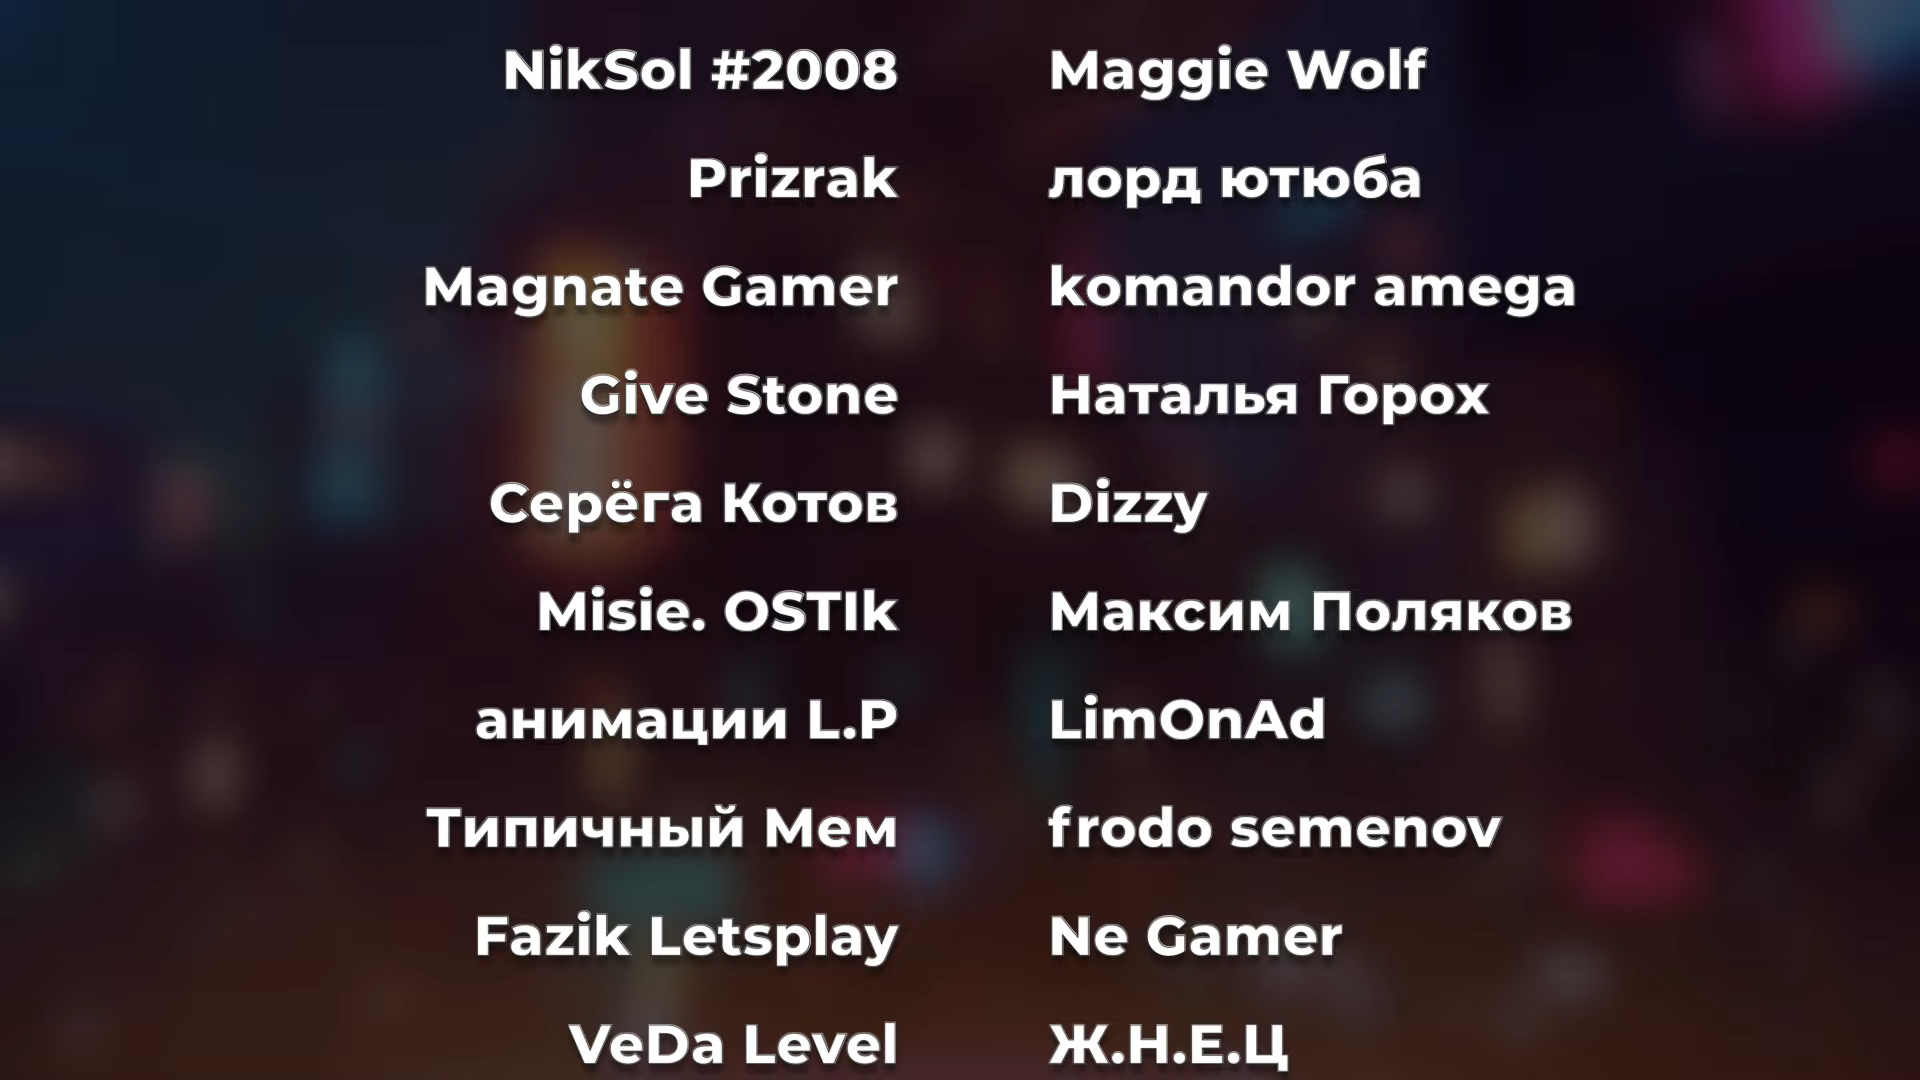 NikSol #2008
Maggie Wolf
Prizrak
лорд ютюба
Magnate Gamer
komandor amega
Give Stone
Наталья Горох
Серёга Котов
Dizzy
Misie. OSTIk
Максим Поляков
анимации L.P
LimOnAd
Типичный Мем
frodo semenov
Fazik Letsplay
Ne Gamer
VeDa Level
Ж.Н.Е.Ц